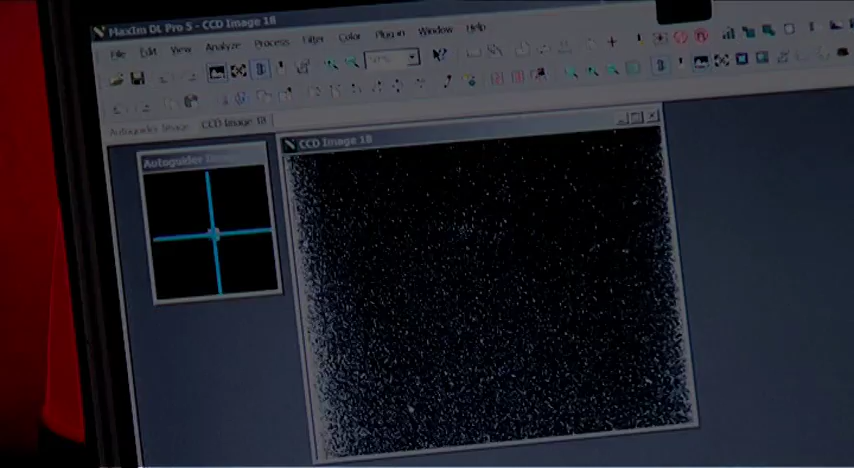 MaxIm DL Pro 5 - CCD Image 18
File Edit View Analyze Process Filter Color Plug-in Window Help
50%
Autoguider Image CCD Image 18
Autoguider
CCD Image 18